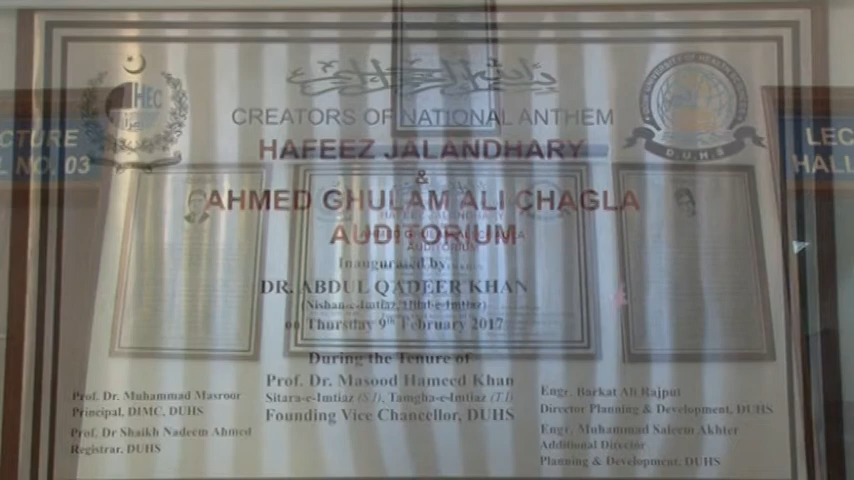 HEC
D.U.H.S
CREATORS OF NATIONAL ANTHEM
HAFEEZ JALANDHARY
&
AHMED GHULAM ALI CHAGLA
AUDITORIUM
Inaugurated by
DR. ABDUL QADEER KHAN
(Nishan-e-Imtiaz, Hilal-e-Imtiaz)
on Thursday 9th February 2017
During the Tenure of
Prof. Dr. Masood Hameed Khan
Sitara-e-Imtiaz (S.I), Tamgha-e-Imtiaz (T.I)
Founding Vice Chancellor, DUHS
Prof. Dr. Muhammad Masroor
Principal, DIMC, DUHS
Prof. Dr Shaikh Nadeem Ahmed
Registrar, DUHS
Engr. Barkat Ali Rajput
Director Planning & Development, DUHS
Engr. Muhammad Saleem Akhter
Additional Director
Planning & Development, DUHS
CTURE
L NO. 03
LEC
HALL